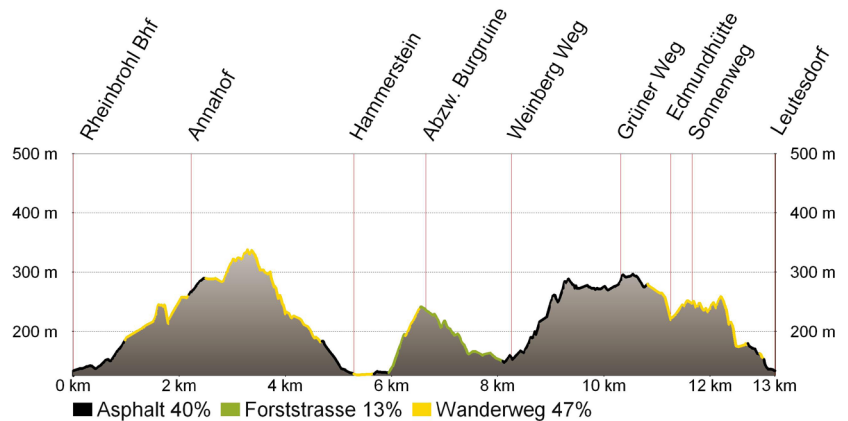 Rheinbrohl Bhf
Annahof
Hammerstein
Abzw. Burgruine
Weinberg Weg
Grüner Weg
Edmundhütte
Sonnenweg
Leutesdorf
500 m
500 m
400 m
400 m
300 m
300 m
200 m
200 m
0 km
2 km
4 km
6 km
8 km
10 km
12 km
13 km
Asphalt 40%
Forststrasse 13%
Wanderweg 47%